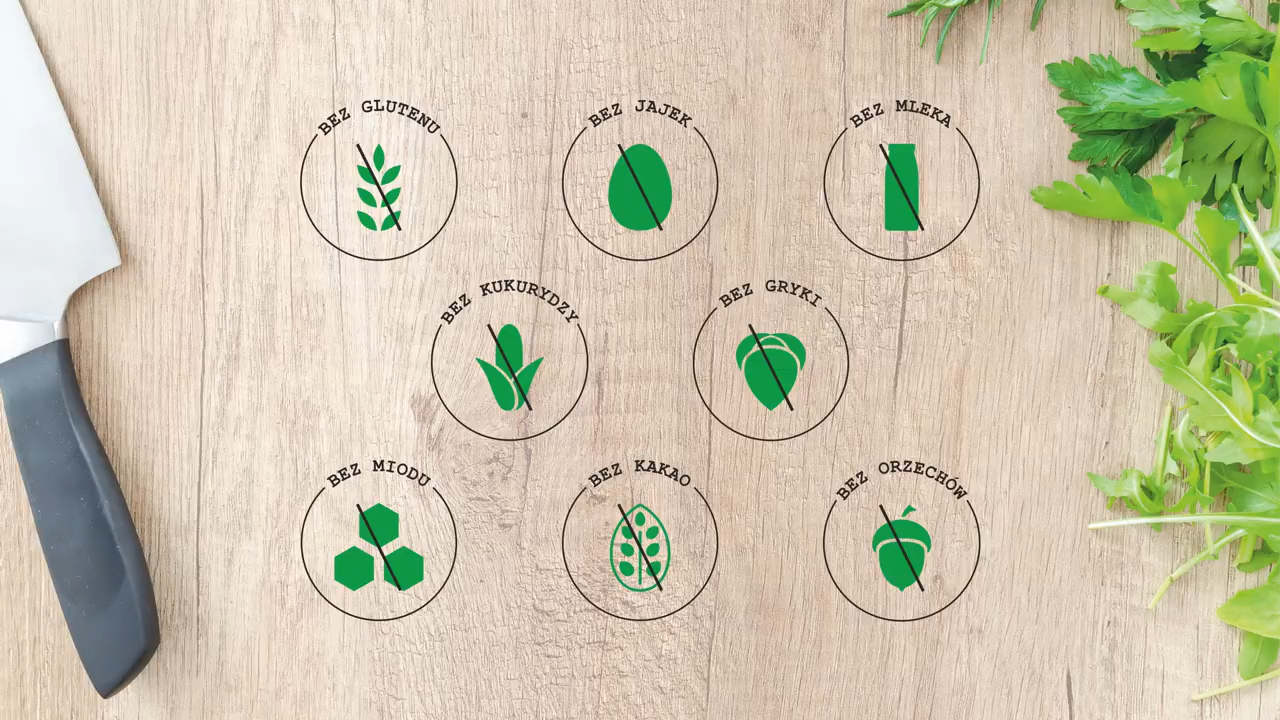 BEZ GLUTENU
BEZ JAJEK
BEZ MLEKA
BEZ KUKURYDZY
BEZ GRYKI
BEZ MIODU
BEZ KAKAO
BEZ ORZECHÓW